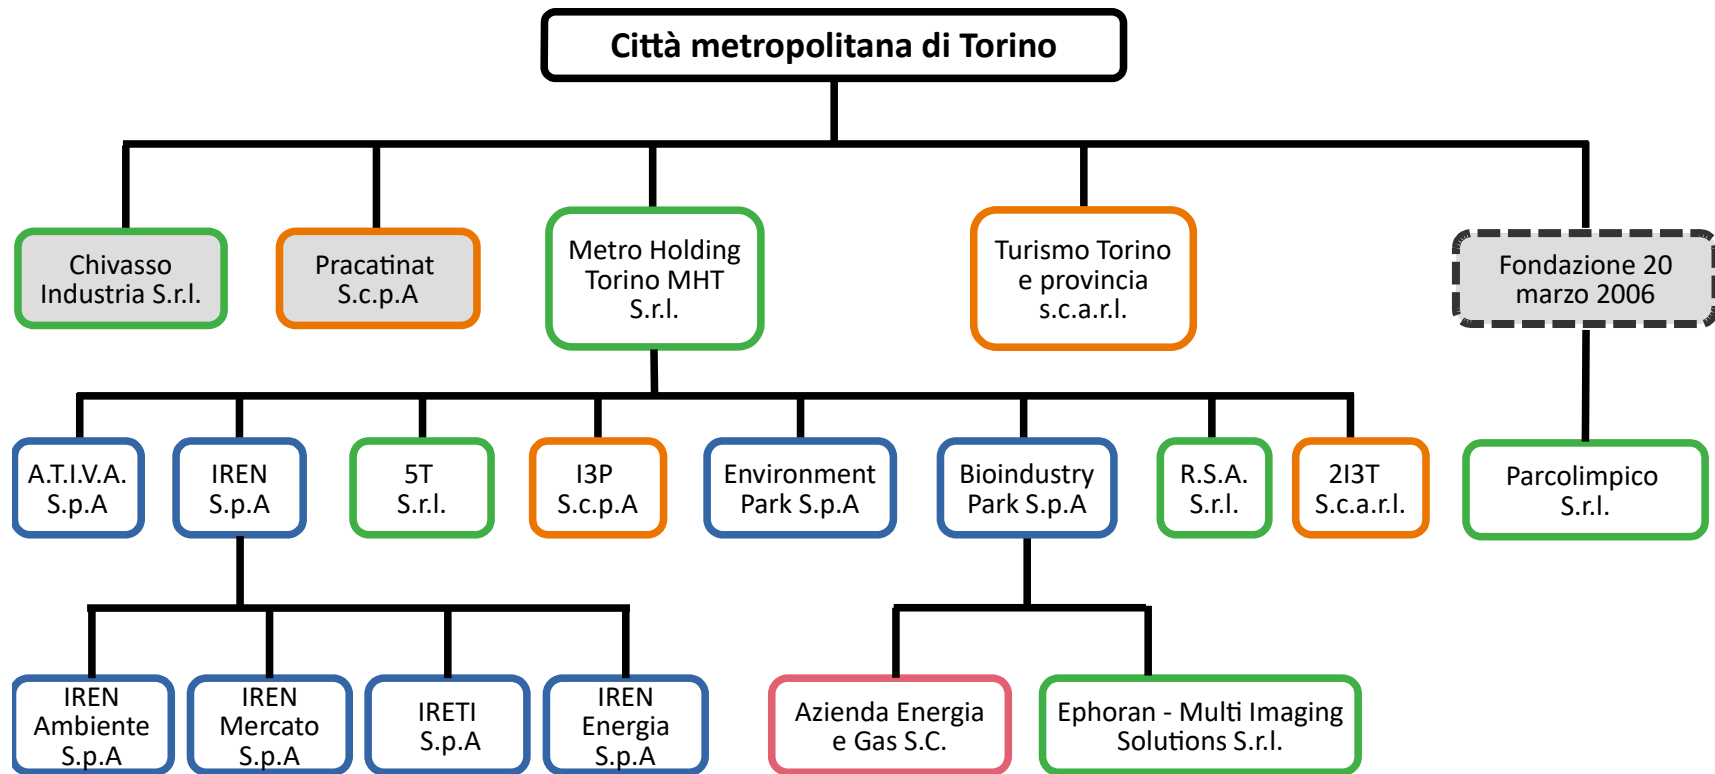 Città metropolitana di Torino
Chivasso
Industria S.r.l.
Pracatinat
S.c.p.A
Metro Holding
Torino MHT
S.r.l.
Turismo Torino
e provincia
s.c.a.r.l.
Fondazione 20
marzo 2006
A.T.I.V.A.
S.p.A
IREN
S.p.A
5T
S.r.l.
I3P
S.c.p.A
Environment
Park S.p.A
Bioindustry
Park S.p.A
R.S.A.
S.r.l.
2I3T
S.c.a.r.l.
Parcolimpico
S.r.l.
IREN
Ambiente
S.p.A
IREN
Mercato
S.p.A
IRETI
S.p.A
IREN
Energia
S.p.A
Azienda Energia
e Gas S.C.
Ephoran - Multi Imaging
Solutions S.r.l.